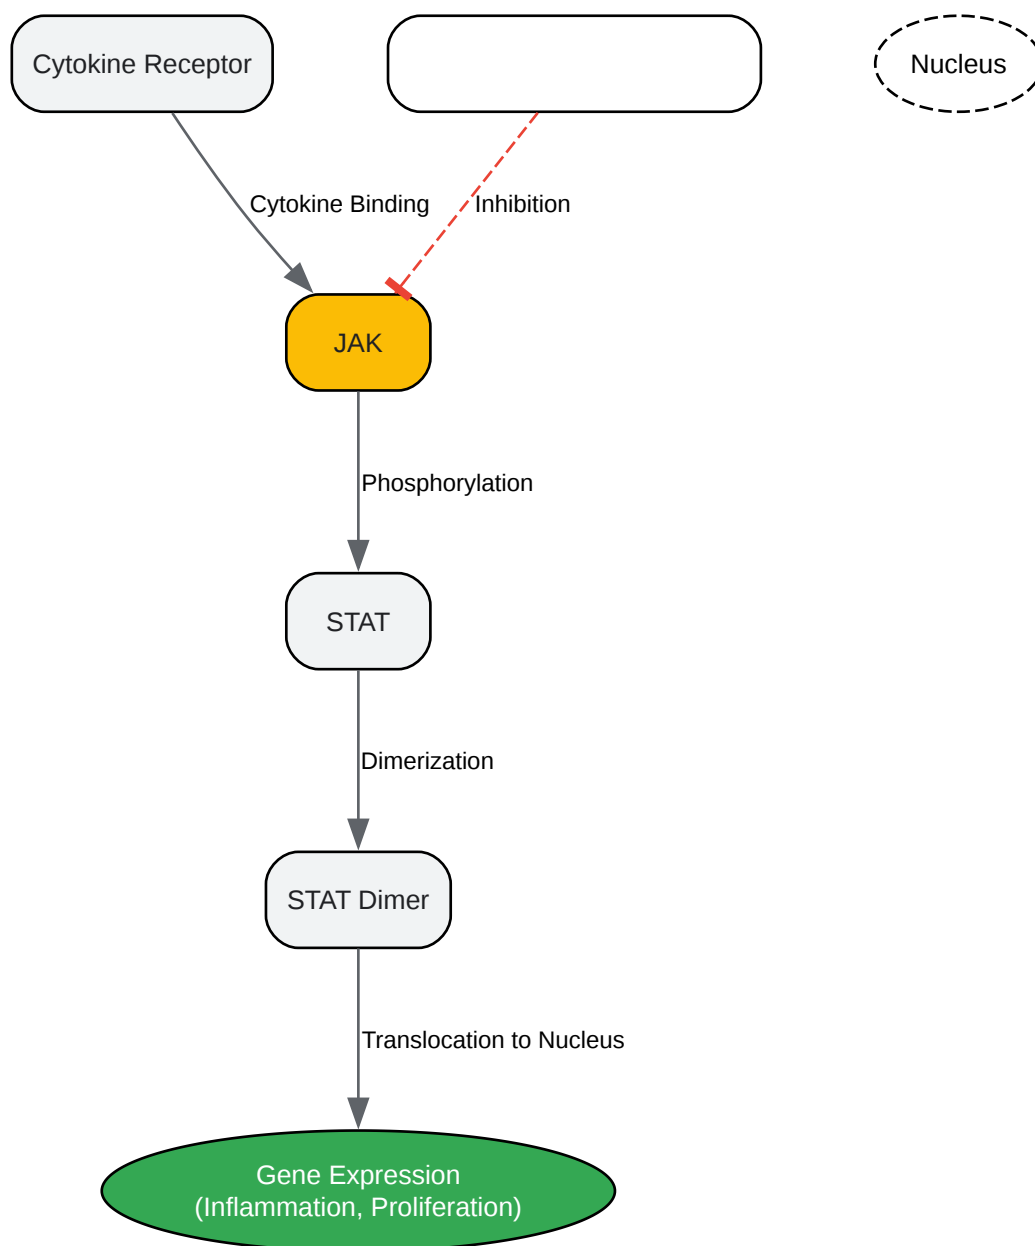 Cytokine Receptor
Nucleus
Cytokine Binding
Inhibition
JAK
Phosphorylation
STAT
Dimerization
STAT Dimer
Translocation to Nucleus
Gene Expression
(Inflammation, Proliferation)